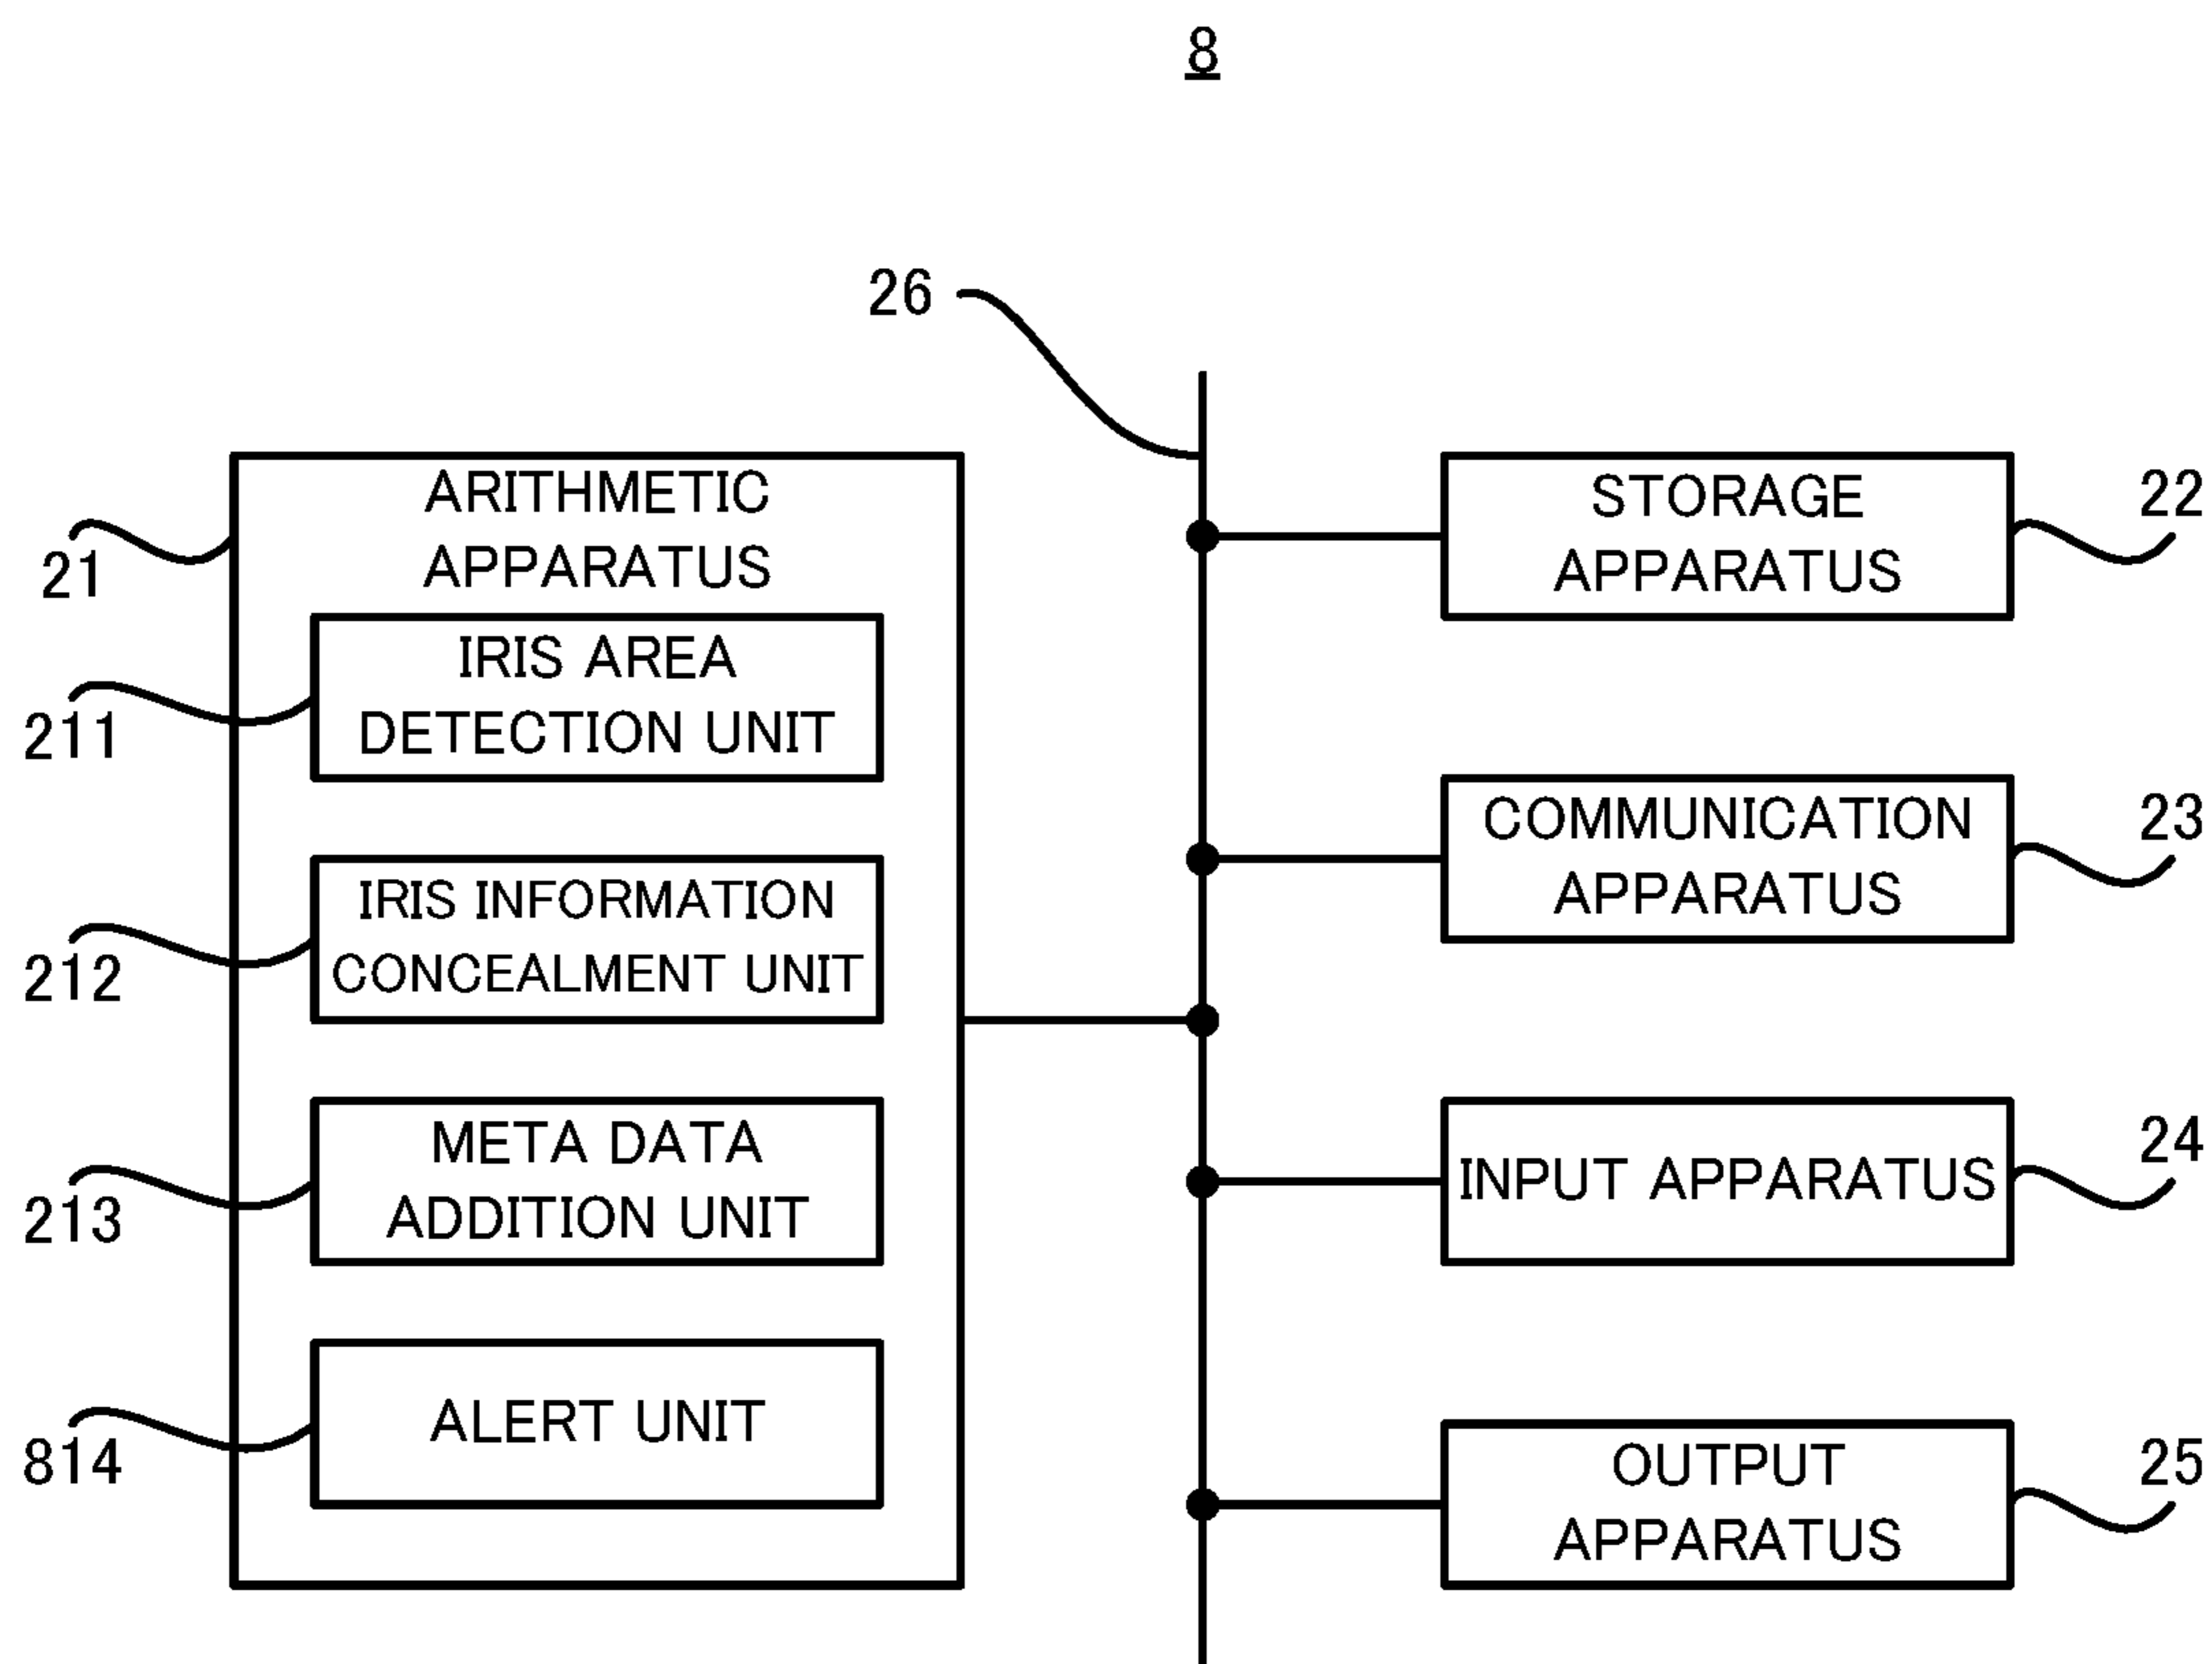 8
26
ARITHMETIC
APPARATUS
21
IRIS AREA
DETECTION UNIT
211
IRIS INFORMATION
CONCEALMENT UNIT
212
META DATA
ADDITION UNIT
213
ALERT UNIT
814
STORAGE
APPARATUS
22
COMMUNICATION
APPARATUS
23
INPUT APPARATUS
24
OUTPUT
APPARATUS
25